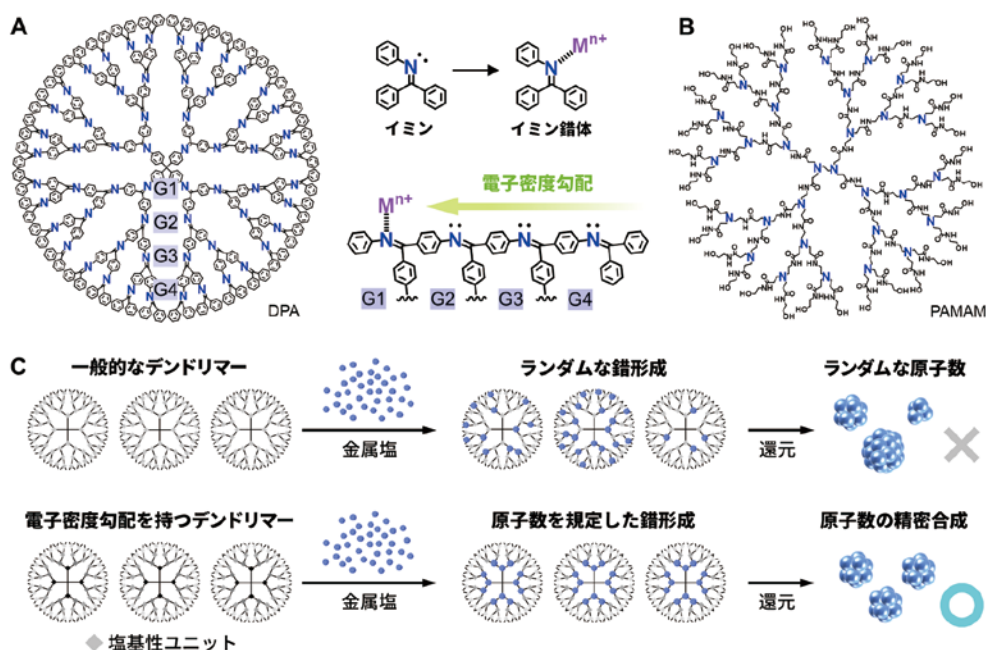 A
B
M n+
N
N
イミン
イミン錯体
電子密度勾配
M n+
N
N
N
N
G1
G2
G3
G4
G1
G2
G3
G4
DPA
PAMAM
C
一般的なデンドリマー
ランダムな錯形成
ランダムな原子数
金属塩
還元
電子密度勾配を持つデンドリマー
原子数を規定した錯形成
原子数の精密合成
金属塩
還元
塩基性ユニット